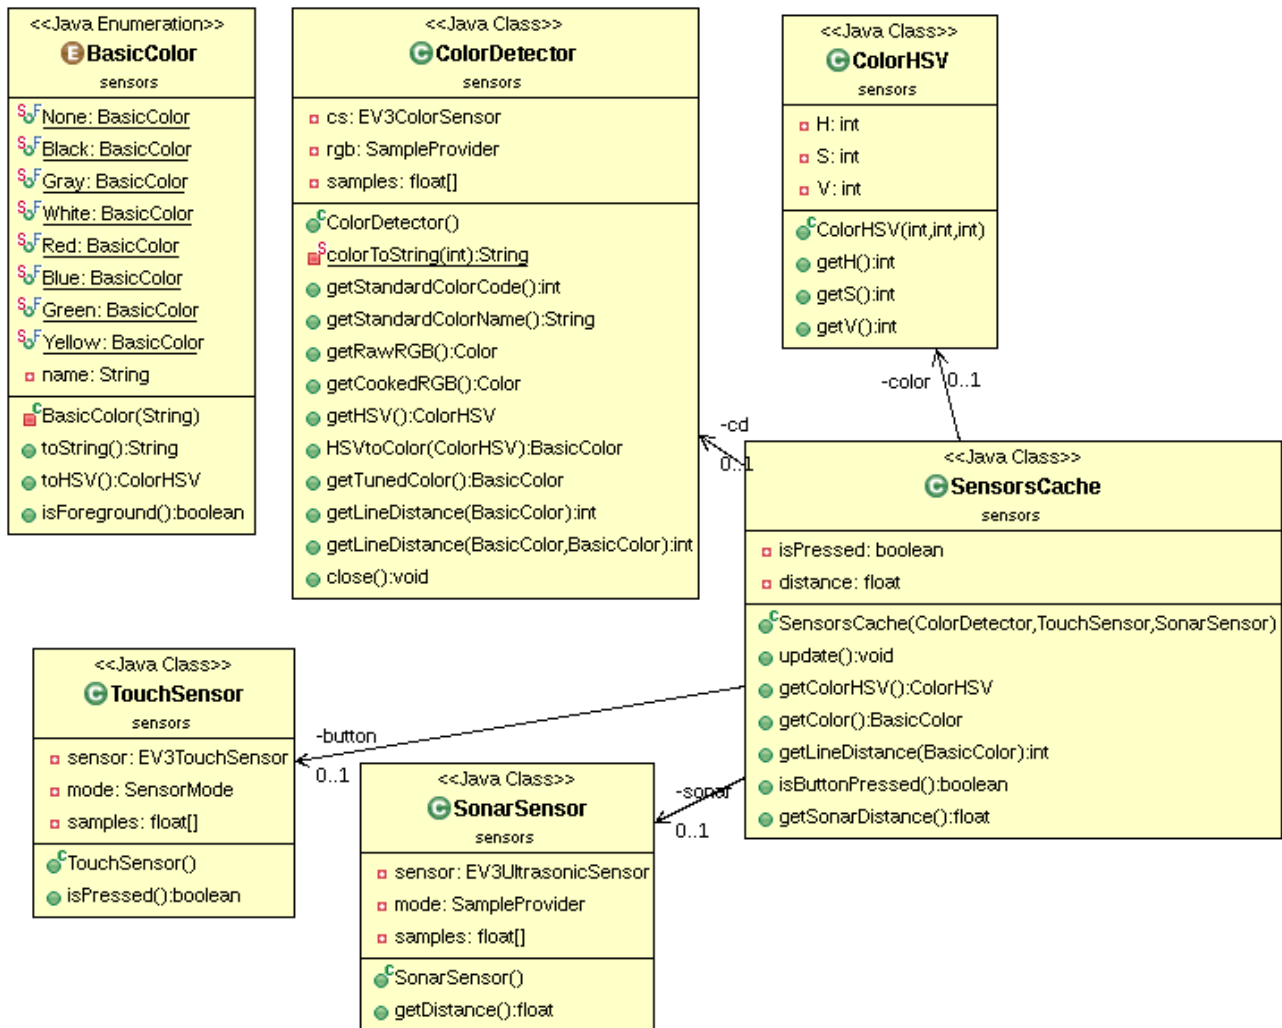 <<Java Enumeration>>
BasicColor
sensors
None: BasicColor
Black: BasicColor
Gray: BasicColor
White: BasicColor
Red: BasicColor
Blue: BasicColor
Green: BasicColor
Yellow: BasicColor
name: String
BasicColor(String)
toString():String
toHSV():ColorHSV
isForeground():boolean
<<Java Class>>
ColorDetector
sensors
cs: EV3ColorSensor
rgb: SampleProvider
samples: float[]
ColorDetector()
colorToString(int):String
getStandardColorCode():int
getStandardColorName():String
getRawRGB():Color
getCookedRGB():Color
getHSV():ColorHSV
HSVtoColor(ColorHSV):BasicColor
getTunedColor():BasicColor
getLineDistance(BasicColor):int
getLineDistance(BasicColor,BasicColor):int
close():void
<<Java Class>>
ColorHSV
sensors
H: int
S: int
V: int
ColorHSV(int,int,int)
getH():int
getS():int
getV():int
-color
0..1
-cd
0..1
<<Java Class>>
SensorsCache
sensors
isPressed: boolean
distance: float
SensorsCache(ColorDetector,TouchSensor,SonarSensor)
update():void
getColorHSV():ColorHSV
getColor():BasicColor
getLineDistance(BasicColor):int
isButtonPressed():boolean
getSonarDistance():float
<<Java Class>>
TouchSensor
sensors
sensor: EV3TouchSensor
mode: SensorMode
samples: float[]
TouchSensor()
isPressed():boolean
-button
0..1
<<Java Class>>
SonarSensor
sensors
sensor: EV3UltrasonicSensor
mode: SampleProvider
samples: float[]
SonarSensor()
getDistance():float
-sonar
0..1